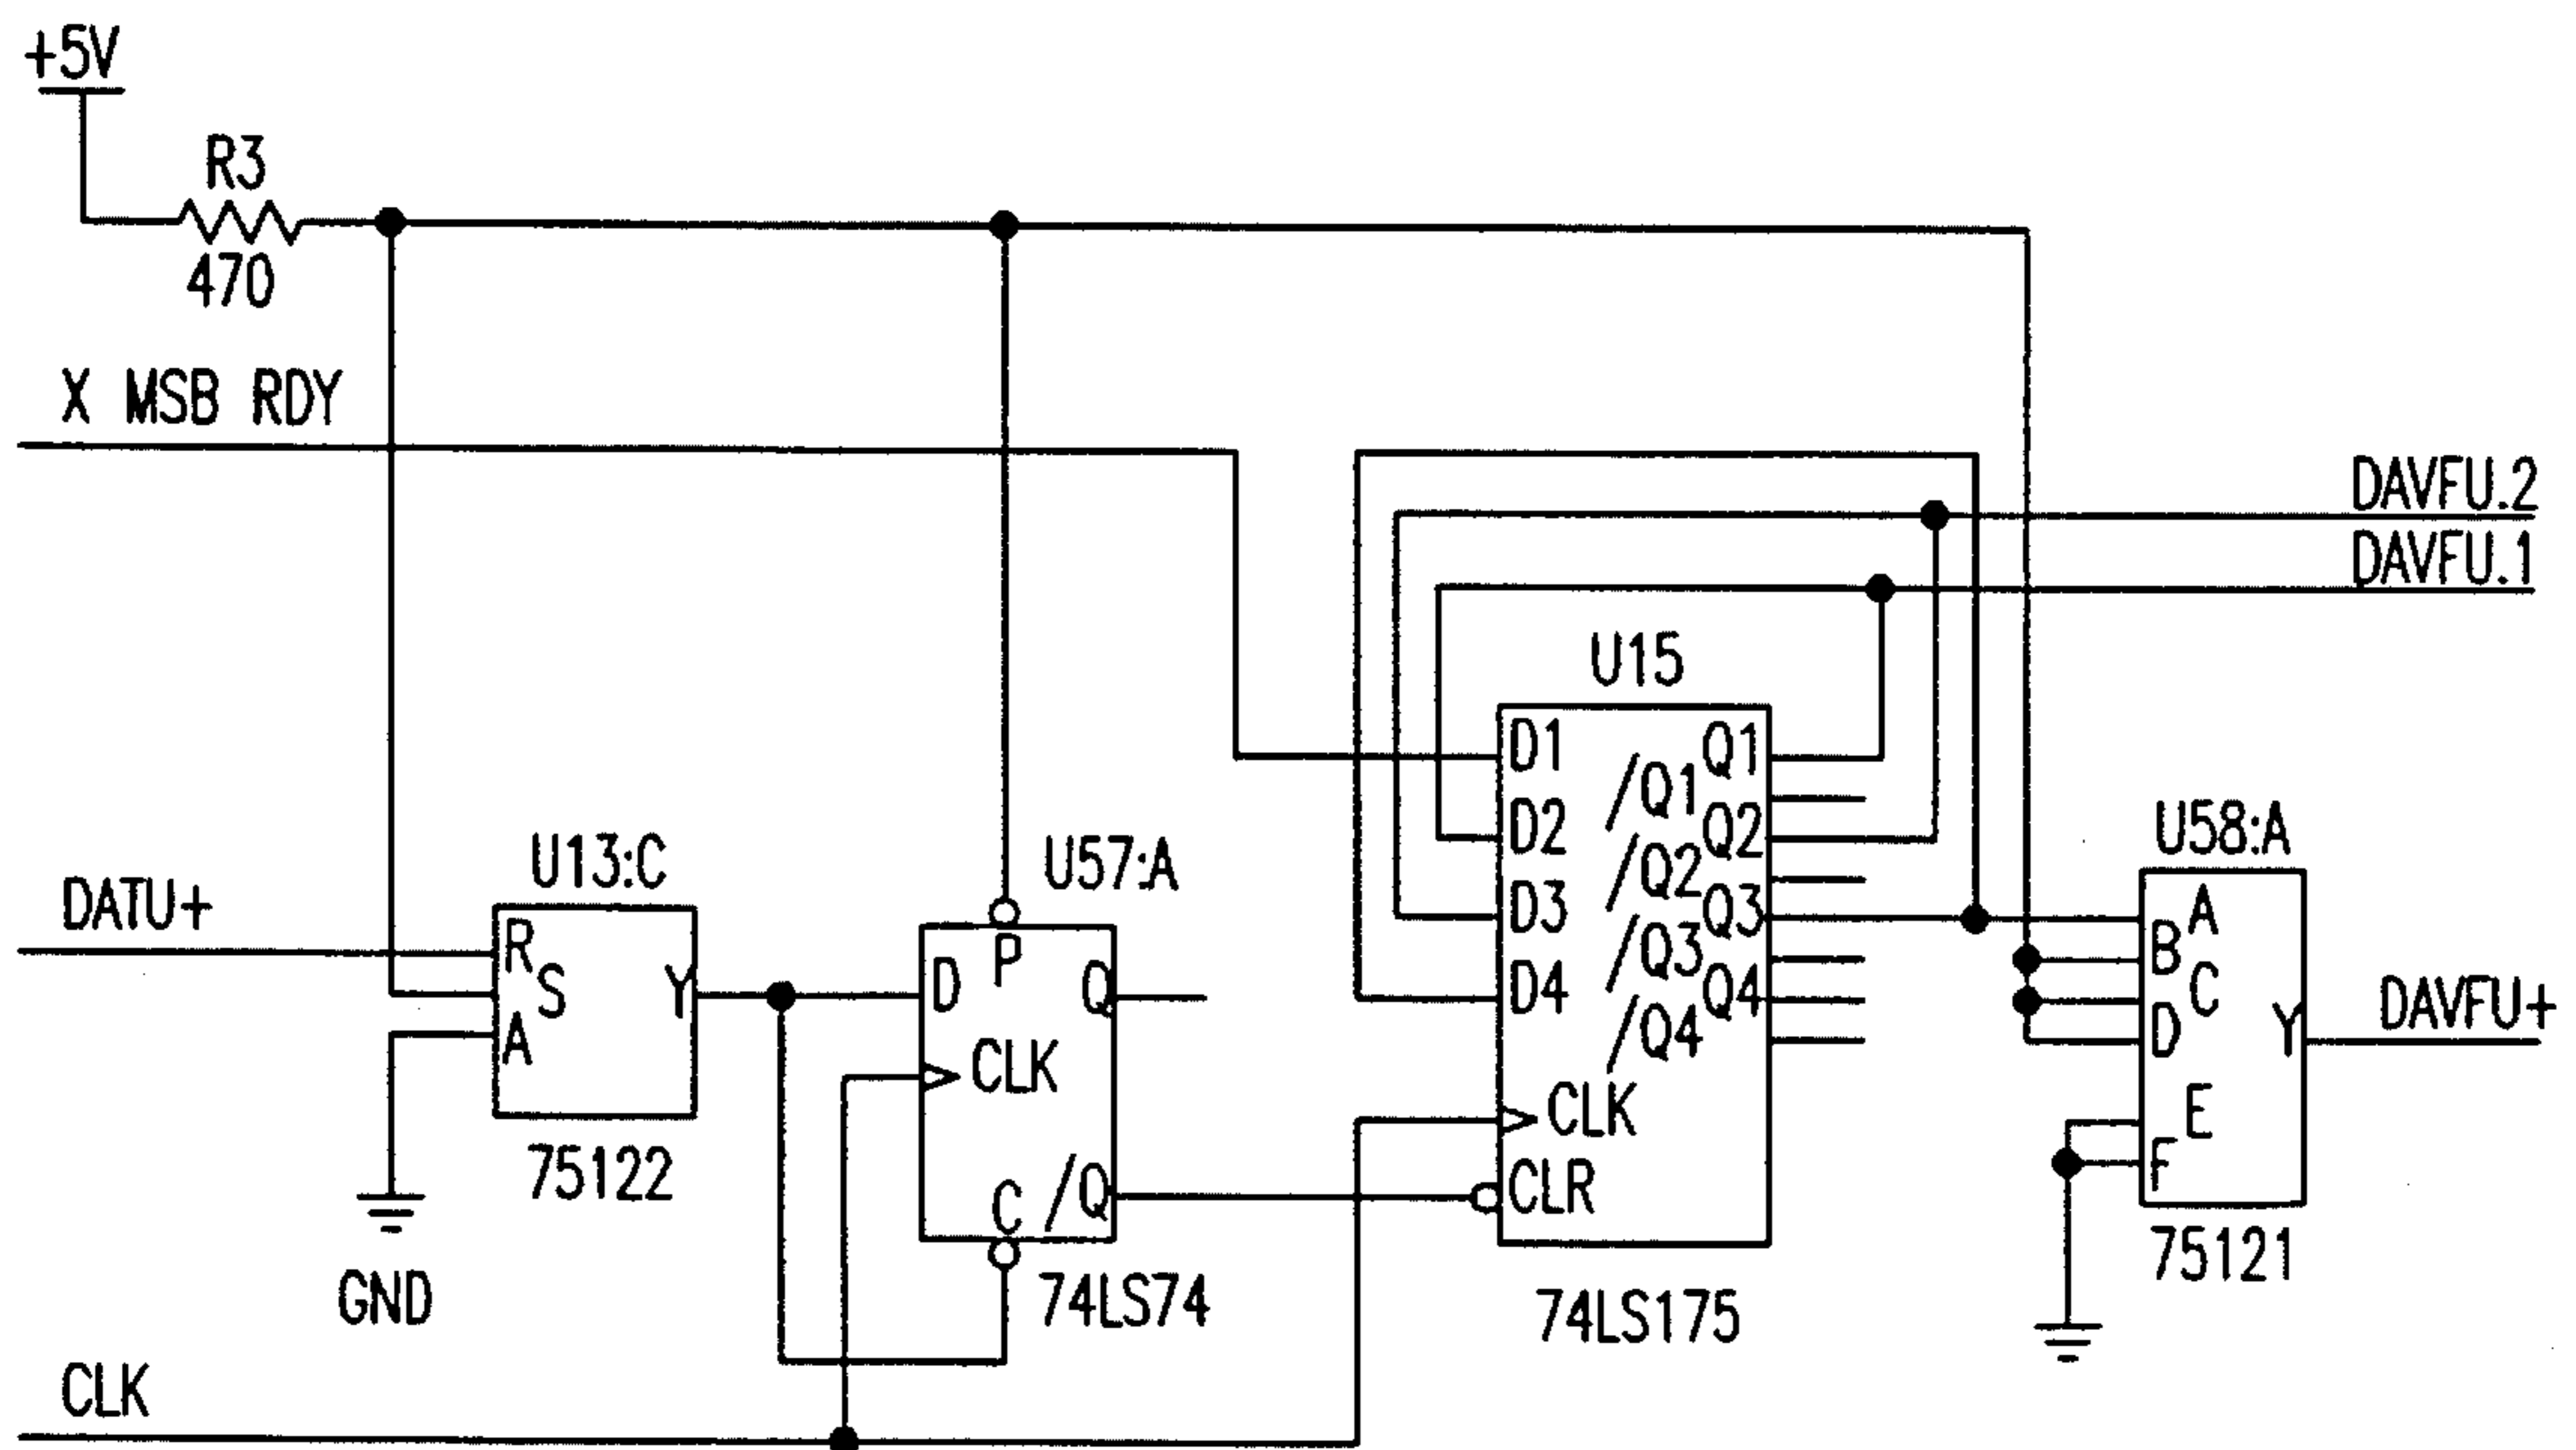 +5V
R3
470
X MSB RDY
DAVFU.2
DAVFU.1
U15
D1 Q1
/Q1
D2 Q2
/Q2
D3 Q3
/Q3
D4 Q4
/Q4
CLK
CLR
74LS175
U13:C
DATU+
R
S Y
A
75122
GND
U57:A
P
D Q
CLK
C /Q
74LS74
U58:A
A
B
C
D Y
E
F
75121
DAVFU+
CLK